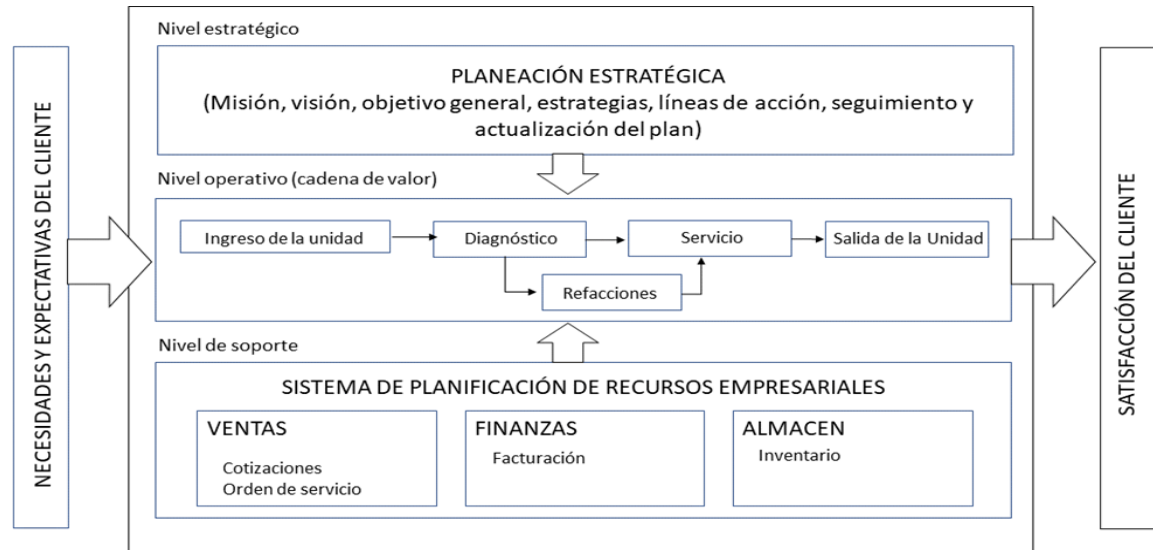 NECESIDADES Y EXPECTATIVAS DEL CLIENTE
Nivel estratégico
PLANEACIÓN ESTRATÉGICA
(Misión, visión, objetivo general, estrategias, líneas de acción, seguimiento y
actualización del plan)
Nivel operativo (cadena de valor)
Ingreso de la unidad
Diagnóstico
Servicio
Salida de la Unidad
Refacciones
Nivel de soporte
SISTEMA DE PLANIFICACIÓN DE RECURSOS EMPRESARIALES
VENTAS
Cotizaciones
Orden de servicio
FINANZAS
Facturación
ALMACEN
Inventario
SATISFACCIÓN DEL CLIENTE